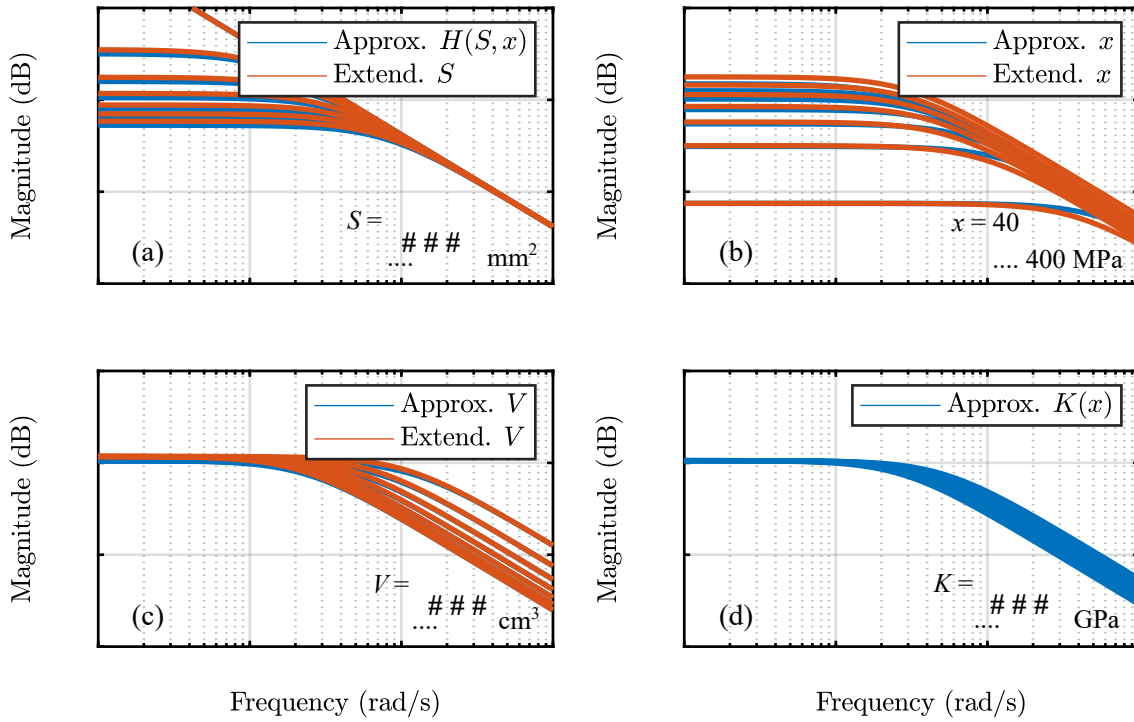 Magnitude (dB)
Approx. H(S, x)
Extend. S
S =
# # #
.... mm²
(a)
Magnitude (dB)
Approx. x
Extend. x
x = 40
.... 400 MPa
(b)
Magnitude (dB)
Approx. V
Extend. V
V =
# # #
.... cm³
(c)
Frequency (rad/s)
Magnitude (dB)
Approx. K(x)
K =
# # #
.... GPa
(d)
Frequency (rad/s)